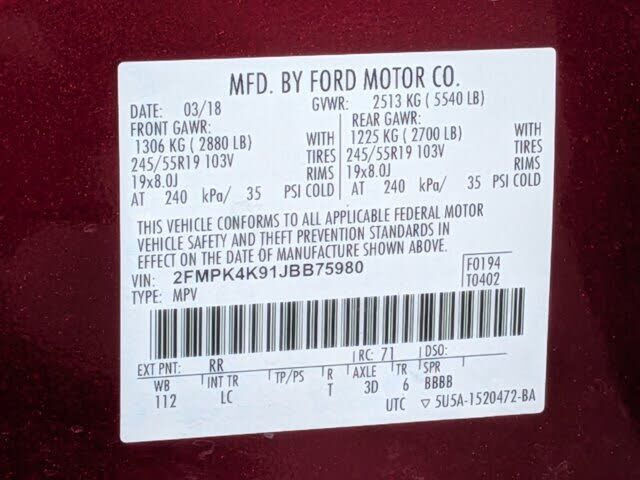 MFD. BY FORD MOTOR CO.
DATE: 03/18 GVWR: 2513 KG ( 5540 LB)
FRONT GAWR: REAR GAWR:
1306 KG ( 2880 LB) WITH 1225 KG ( 2700 LB) WITH
245/55R19 103V TIRES 245/55R19 103V TIRES
19x8.0J RIMS 19x8.0J RIMS
AT 240 kPa/ 35 PSI COLD AT 240 kPa/ 35 PSI COLD
THIS VEHICLE CONFORMS TO ALL APPLICABLE FEDERAL MOTOR
VEHICLE SAFETY AND THEFT PREVENTION STANDARDS IN
EFFECT ON THE DATE OF MANUFACTURE SHOWN ABOVE.
VIN: 2FMPK4K91JBB75980 F0194
TYPE: MPV T0402
EXT PNT: RR RC: 71 DSO:
WB INT TR TP/PS R AXLE TR SPR
112 LC T 3D 6 BBBB
UTC ▽ 5U5A-1520472-BA